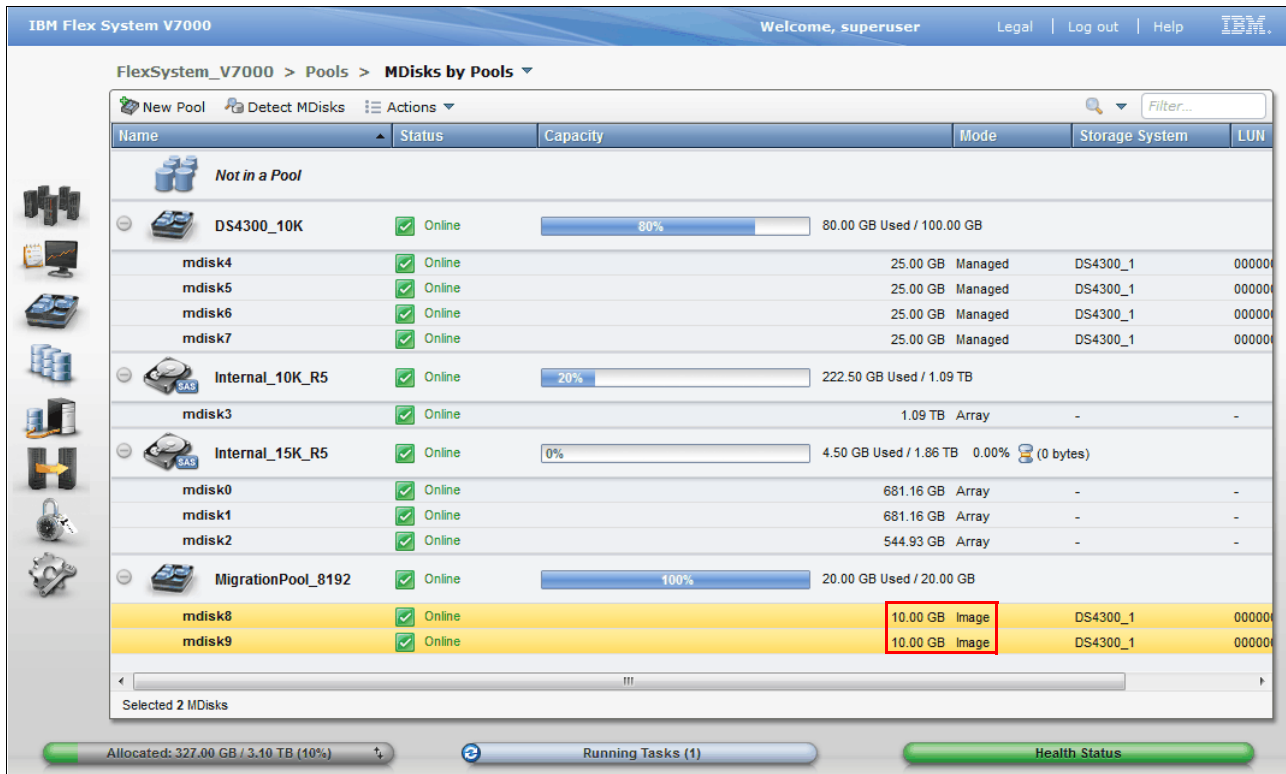 IBM Flex System V7000 Welcome, superuser Legal | Log out | Help IBM.
FlexSystem_V7000 > Pools > MDisks by Pools
New Pool Detect MDisks Actions Filter...
Name Status Capacity Mode Storage System LUN
Not in a Pool
DS4300_10K Online 80% 80.00 GB Used / 100.00 GB
mdisk4 Online 25.00 GB Managed DS4300_1 00000
mdisk5 Online 25.00 GB Managed DS4300_1 00000
mdisk6 Online 25.00 GB Managed DS4300_1 00000
mdisk7 Online 25.00 GB Managed DS4300_1 00000
SAS Internal_10K_R5 Online 20% 222.50 GB Used / 1.09 TB
mdisk3 Online 1.09 TB Array - -
SAS Internal_15K_R5 Online 0% 4.50 GB Used / 1.86 TB 0.00% (0 bytes)
mdisk0 Online 681.16 GB Array - -
mdisk1 Online 681.16 GB Array - -
mdisk2 Online 544.93 GB Array - -
MigrationPool_8192 Online 100% 20.00 GB Used / 20.00 GB
mdisk8 Online 10.00 GB Image DS4300_1 00000
mdisk9 Online 10.00 GB Image DS4300_1 00000
Selected 2 MDisks
Allocated: 327.00 GB / 3.10 TB (10%) Running Tasks (1) Health Status